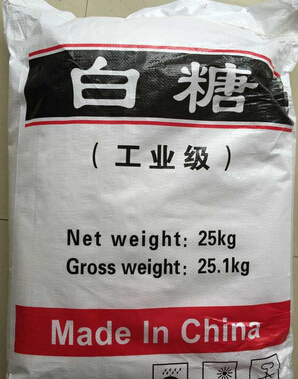 白糖
(工业级)
Net weight: 25kg
Gross weight: 25.1kg
Made In China